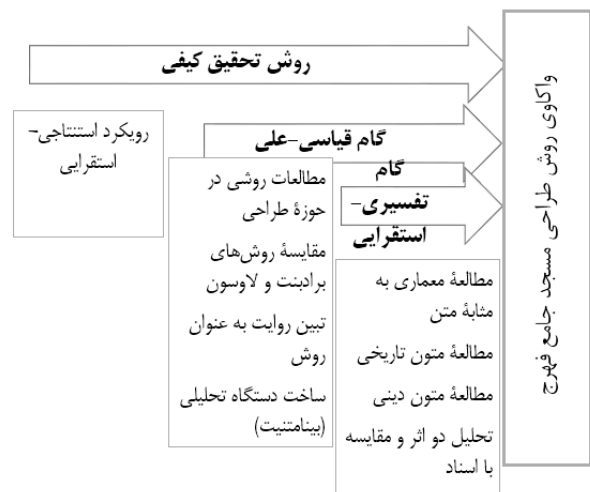 روش تحقیق کیفی
رویکرد استنتاجی-
استقرایی
گام قیاسی-علی
مطالعات روشی در
حوزهٔ طراحی
مقایسهٔ روش‌های
برادبنت و لاوسون
تبین روایت به عنوان
روش
ساخت دستگاه تحلیلی
(بینامتنیت)
گام
تفسیری-
استقرایی
مطالعهٔ معماری به
مثابهٔ متن
مطالعهٔ متون تاریخی
مطالعهٔ متون دینی
تحلیل دو اثر و مقایسه
با اسناد
واکاوی روش طراحی مسجد جامع فهرج